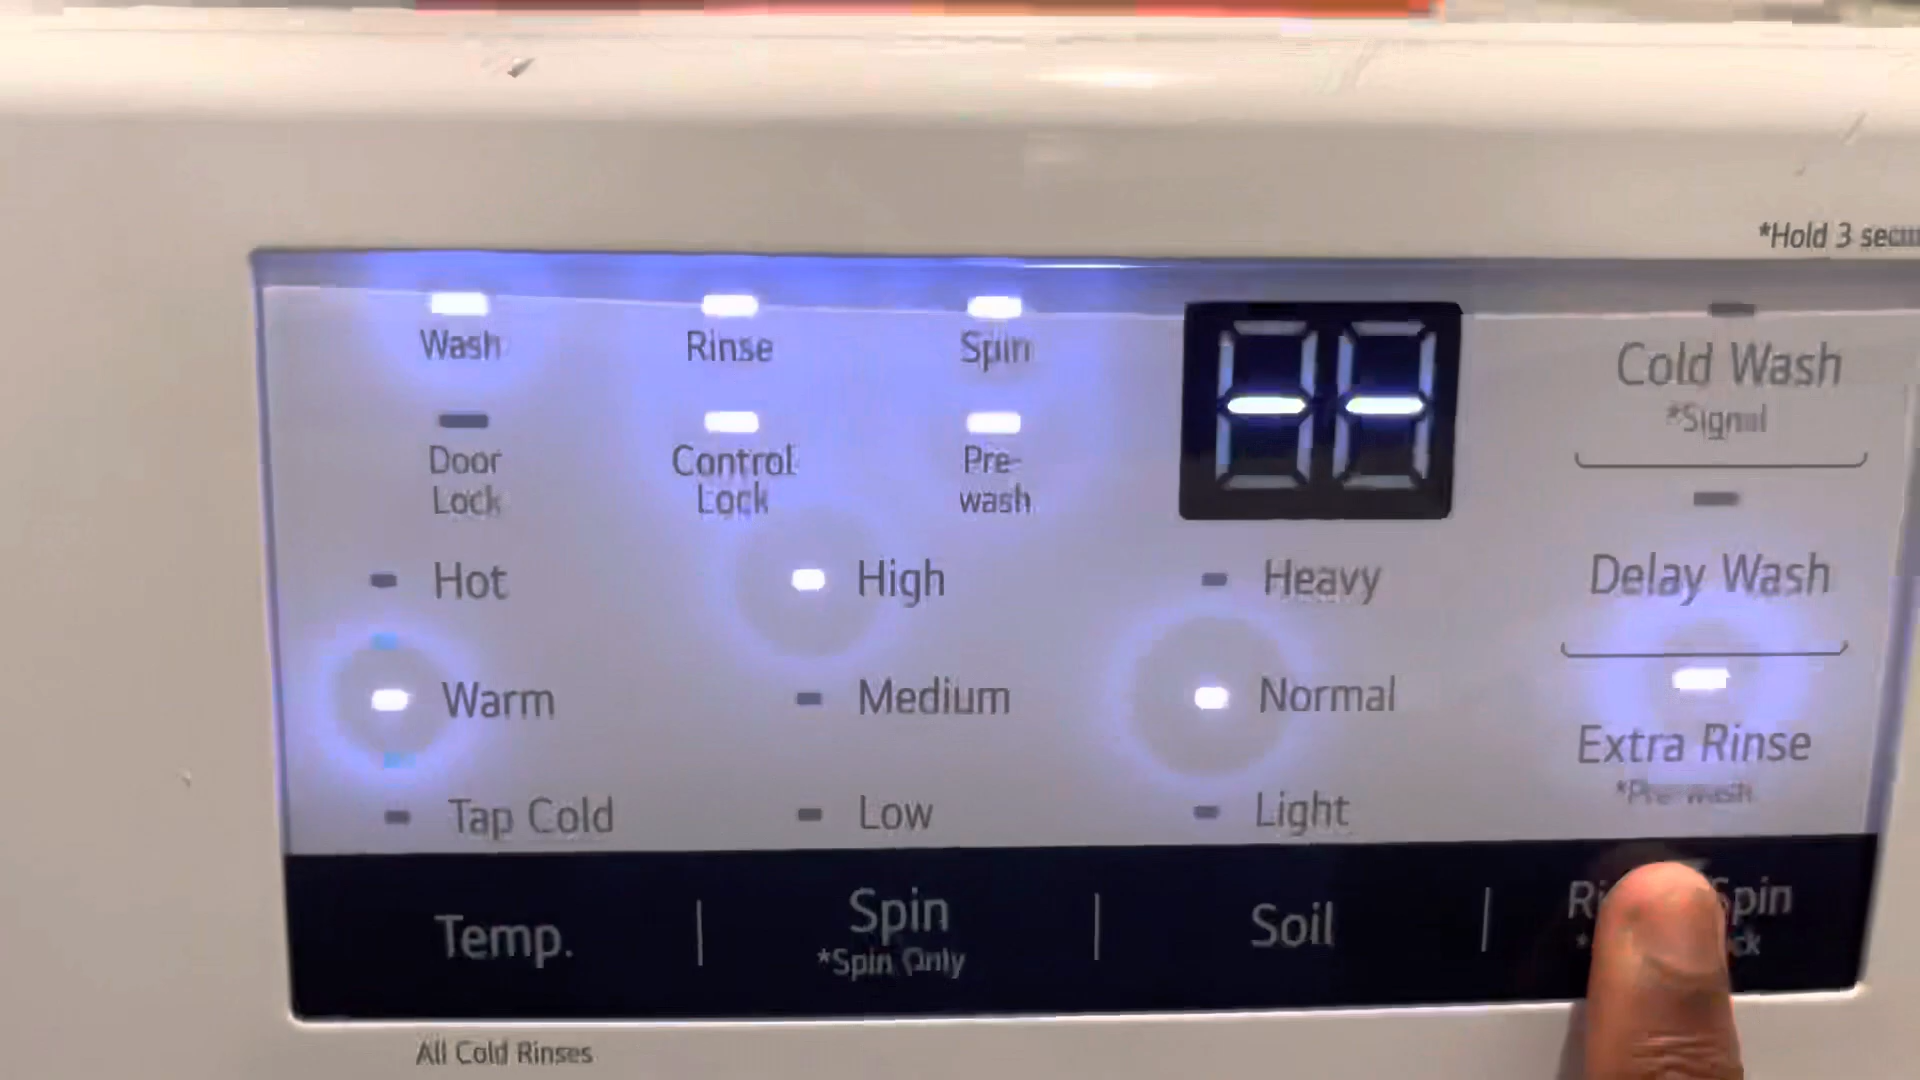 *Hold 3
Wash Rinse Spin
Cold Wash
*Signal
Door Lock
Control Lock
Pre-wash
Hot High Heavy
Delay Wash
Warm Medium Normal
Extra Rinse
*Pre-wash
Tap Cold Low Light
Temp. Spin Soil Spin
*Spin Only
All Cold Rinses